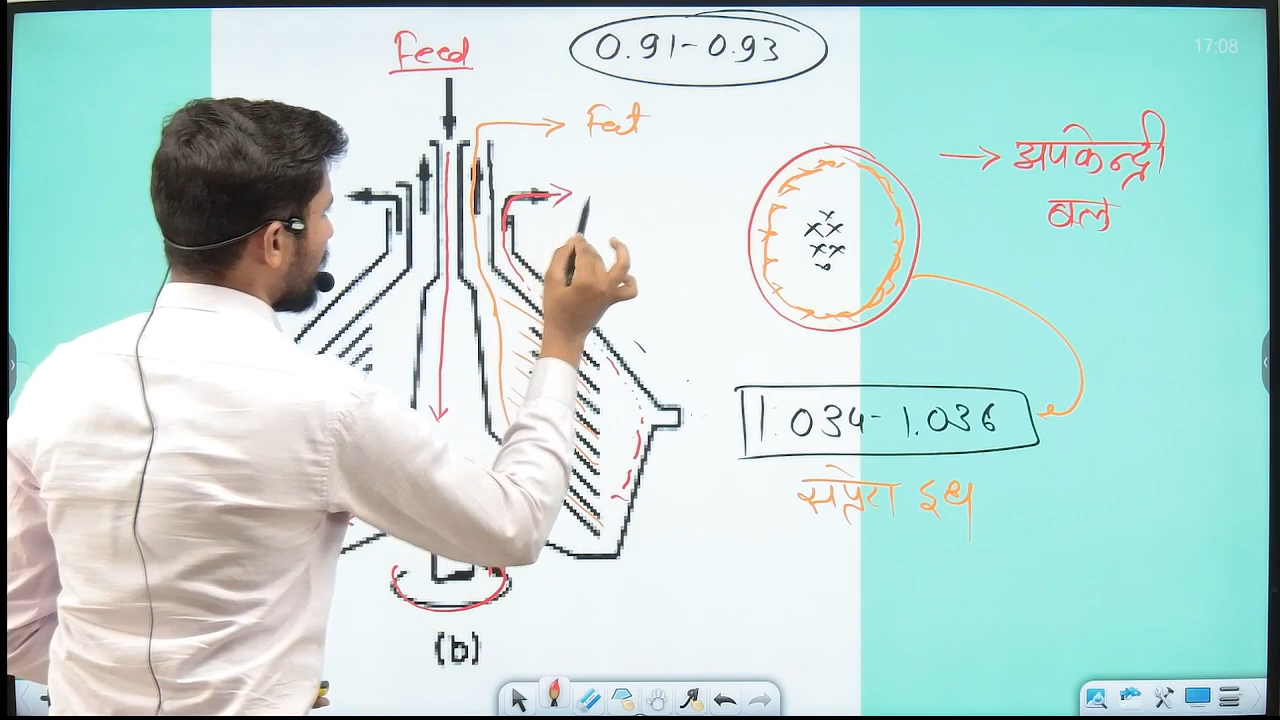 Feed
0.91-0.93
17:08
Fat
→ अपकेन्द्री
बल
1.034-1.036
सप्रेटा दुध
(b)